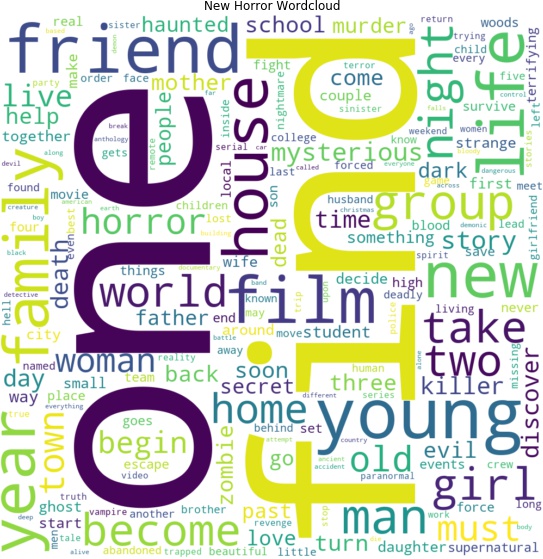 New Horror Wordcloud
sister
haunted
school
murder
return
woods
real
friend
demon
ago
based
trying
child
every
terrifying
party
make
order
face
mother
fight
terror
come
night
life
five
control
live
help
people
inside
nightmare
couple
sinister
survive
left
falls
stories
together
break
anthology
gets
far
remote
house
serial
car
mysterious
college
know
weekend
women
strange
bloody
devil
along
local
last
called
forced
everyone
dark
dangerous
found
movie
children
son
husband
game
across
first
meet
creature
american
boy
earth
lost
building
horror
dead
time
christmas
group
blood
demonic
lead
girlfriend
four
even
best
death
family
one
find
something
story
save
spirit
black
things
wife
documentary
band
trip
upon
decide
high
new
hell
world
film
known
deadly
detective
city
father
end
may
battle
around
move
student
police
living
never
take
two
named
woman
reality
away
soon
human
alone
missing
day
small
team
back
secret
three
series
killer
discover
way
place
true
everything
home
different
young
behind
set
goes
begin
escape
video
zombie
go
attempt
country
ancient
accident
old
evil
events
crew
girl
year
town
truth
ghost
vampire
another
brother
past
revenge
stop
paranormal
man
work
force
long
start
men
tale
become
love
turn
must
body
deep
alive
abandoned
trapped
beautiful
little
daughter
supernatural